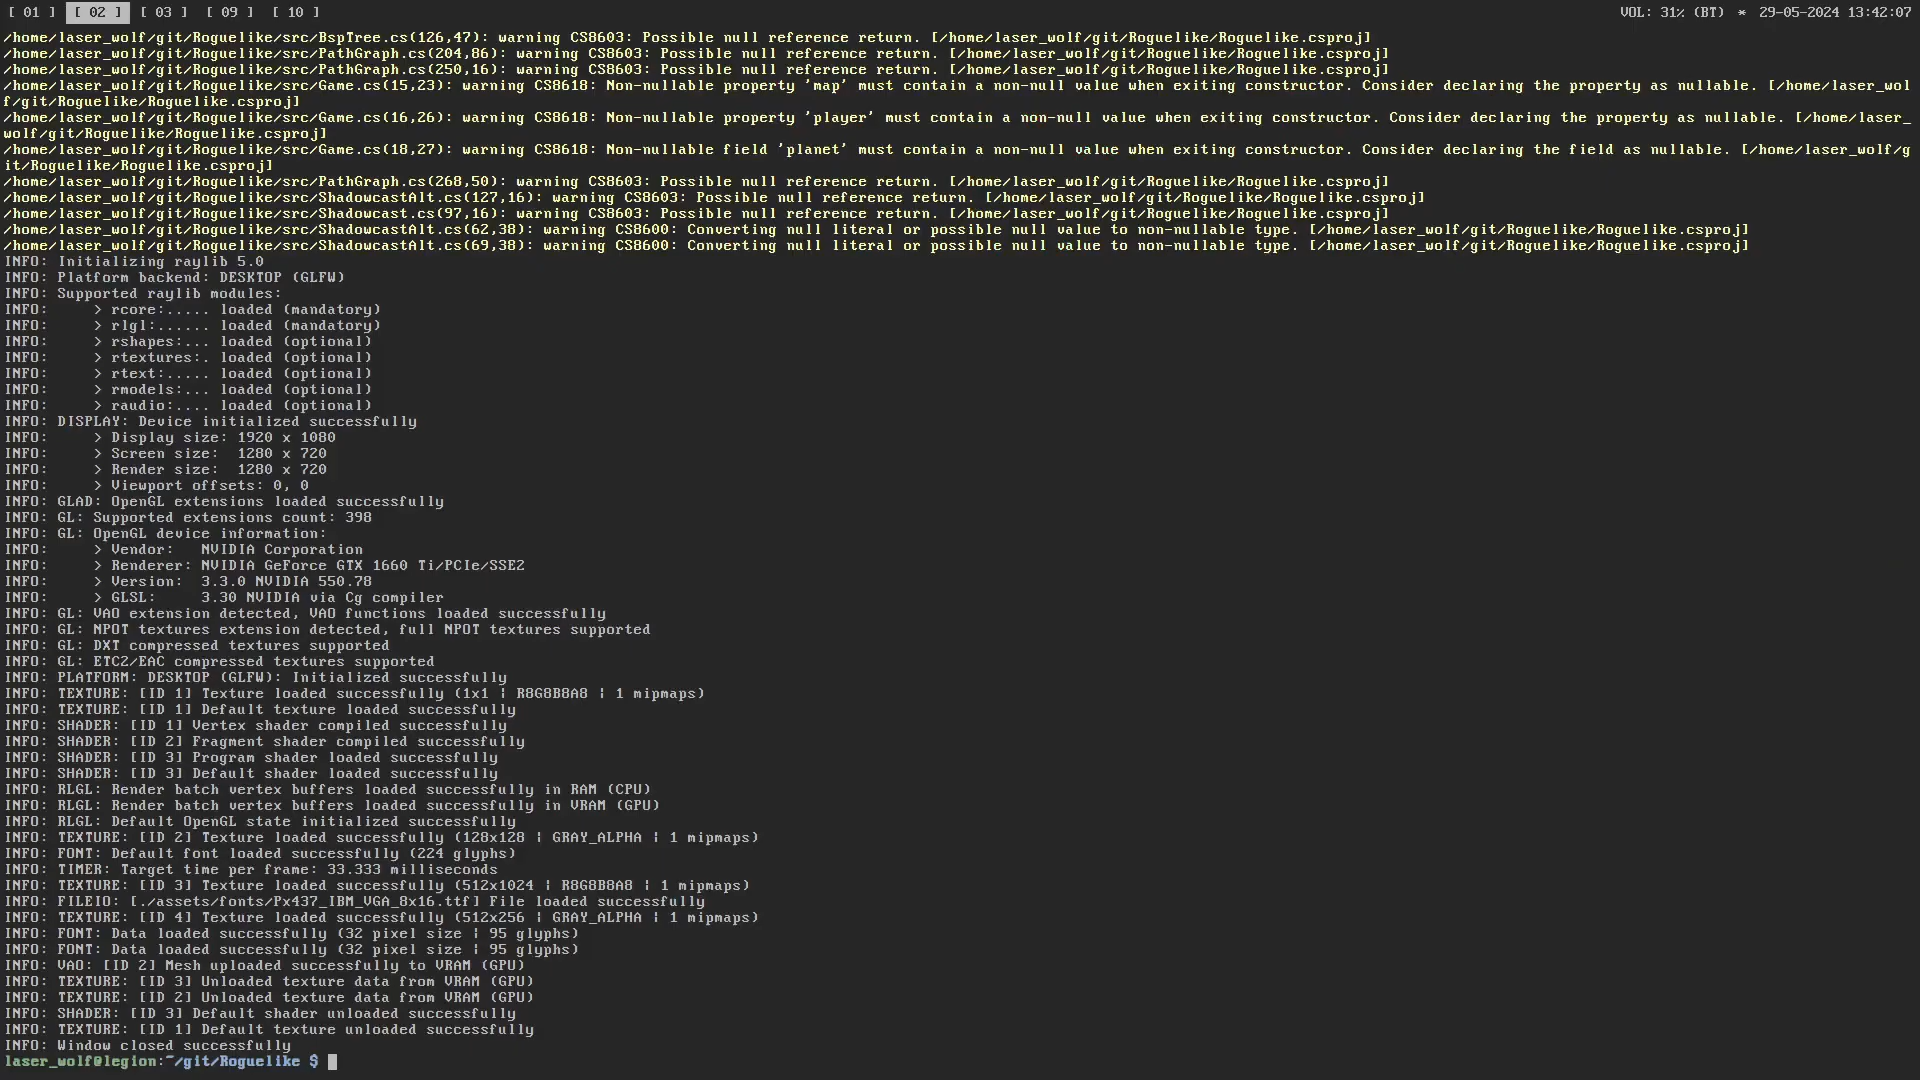 [ 01 ] [ 02 ] [ 03 ] [ 09 ] [ 10 ] VOL: 31% (BT) * 29-05-2024 13:42:07
/home/laser_wolf/git/Roguelike/src/BspTree.cs(126,47): warning CS8603: Possible null reference return. [/home/laser_wolf/git/Roguelike/Roguelike.csproj]
/home/laser_wolf/git/Roguelike/src/PathGraph.cs(204,86): warning CS8603: Possible null reference return. [/home/laser_wolf/git/Roguelike/Roguelike.csproj]
/home/laser_wolf/git/Roguelike/src/PathGraph.cs(250,16): warning CS8603: Possible null reference return. [/home/laser_wolf/git/Roguelike/Roguelike.csproj]
/home/laser_wolf/git/Roguelike/src/Game.cs(15,23): warning CS8618: Non-nullable property 'map' must contain a non-null value when exiting constructor. Consider declaring the property as nullable. [/home/laser_wol
f/git/Roguelike/Roguelike.csproj]
/home/laser_wolf/git/Roguelike/src/Game.cs(16,26): warning CS8618: Non-nullable property 'player' must contain a non-null value when exiting constructor. Consider declaring the property as nullable. [/home/laser_
wolf/git/Roguelike/Roguelike.csproj]
/home/laser_wolf/git/Roguelike/src/Game.cs(18,27): warning CS8618: Non-nullable field 'planet' must contain a non-null value when exiting constructor. Consider declaring the field as nullable. [/home/laser_wolf/g
it/Roguelike/Roguelike.csproj]
/home/laser_wolf/git/Roguelike/src/PathGraph.cs(268,50): warning CS8603: Possible null reference return. [/home/laser_wolf/git/Roguelike/Roguelike.csproj]
/home/laser_wolf/git/Roguelike/src/ShadowcastAlt.cs(127,16): warning CS8603: Possible null reference return. [/home/laser_wolf/git/Roguelike/Roguelike.csproj]
/home/laser_wolf/git/Roguelike/src/Shadowcast.cs(97,16): warning CS8603: Possible null reference return. [/home/laser_wolf/git/Roguelike/Roguelike.csproj]
/home/laser_wolf/git/Roguelike/src/ShadowcastAlt.cs(62,38): warning CS8600: Converting null literal or possible null value to non-nullable type. [/home/laser_wolf/git/Roguelike/Roguelike.csproj]
/home/laser_wolf/git/Roguelike/src/ShadowcastAlt.cs(69,38): warning CS8600: Converting null literal or possible null value to non-nullable type. [/home/laser_wolf/git/Roguelike/Roguelike.csproj]
INFO: Initializing raylib 5.0
INFO: Platform backend: DESKTOP (GLFW)
INFO: Supported raylib modules:
INFO:     > rcore:..... loaded (mandatory)
INFO:     > rlgl:...... loaded (mandatory)
INFO:     > rshapes:... loaded (optional)
INFO:     > rtextures:. loaded (optional)
INFO:     > rtext:..... loaded (optional)
INFO:     > rmodels:... loaded (optional)
INFO:     > raudio:.... loaded (optional)
INFO: DISPLAY: Device initialized successfully
INFO:     > Display size: 1920 x 1080
INFO:     > Screen size:  1280 x 720
INFO:     > Render size:  1280 x 720
INFO:     > Viewport offsets: 0, 0
INFO: GLAD: OpenGL extensions loaded successfully
INFO: GL: Supported extensions count: 398
INFO: GL: OpenGL device information:
INFO:     > Vendor:   NVIDIA Corporation
INFO:     > Renderer: NVIDIA GeForce GTX 1660 Ti/PCIe/SSE2
INFO:     > Version:  3.3.0 NVIDIA 550.78
INFO:     > GLSL:     3.30 NVIDIA via Cg compiler
INFO: GL: VAO extension detected, VAO functions loaded successfully
INFO: GL: NPOT textures extension detected, full NPOT textures supported
INFO: GL: DXT compressed textures supported
INFO: GL: ETC2/EAC compressed textures supported
INFO: PLATFORM: DESKTOP (GLFW): Initialized successfully
INFO: TEXTURE: [ID 1] Texture loaded successfully (1x1 | R8G8B8A8 | 1 mipmaps)
INFO: TEXTURE: [ID 1] Default texture loaded successfully
INFO: SHADER: [ID 1] Vertex shader compiled successfully
INFO: SHADER: [ID 2] Fragment shader compiled successfully
INFO: SHADER: [ID 3] Program shader loaded successfully
INFO: SHADER: [ID 3] Default shader loaded successfully
INFO: RLGL: Render batch vertex buffers loaded successfully in RAM (CPU)
INFO: RLGL: Render batch vertex buffers loaded successfully in VRAM (GPU)
INFO: RLGL: Default OpenGL state initialized successfully
INFO: TEXTURE: [ID 2] Texture loaded successfully (128x128 | GRAY_ALPHA | 1 mipmaps)
INFO: FONT: Default font loaded successfully (224 glyphs)
INFO: TIMER: Target time per frame: 33.333 milliseconds
INFO: TEXTURE: [ID 3] Texture loaded successfully (512x1024 | R8G8B8A8 | 1 mipmaps)
INFO: FILEIO: [./assets/fonts/Px437_IBM_VGA_8x16.ttf] File loaded successfully
INFO: TEXTURE: [ID 4] Texture loaded successfully (512x256 | GRAY_ALPHA | 1 mipmaps)
INFO: FONT: Data loaded successfully (32 pixel size | 95 glyphs)
INFO: FONT: Data loaded successfully (32 pixel size | 95 glyphs)
INFO: VAO: [ID 2] Mesh uploaded successfully to VRAM (GPU)
INFO: TEXTURE: [ID 3] Unloaded texture data from VRAM (GPU)
INFO: TEXTURE: [ID 2] Unloaded texture data from VRAM (GPU)
INFO: SHADER: [ID 3] Default shader unloaded successfully
INFO: TEXTURE: [ID 1] Default texture unloaded successfully
INFO: Window closed successfully
laser_wolf@legion:~/git/Roguelike $